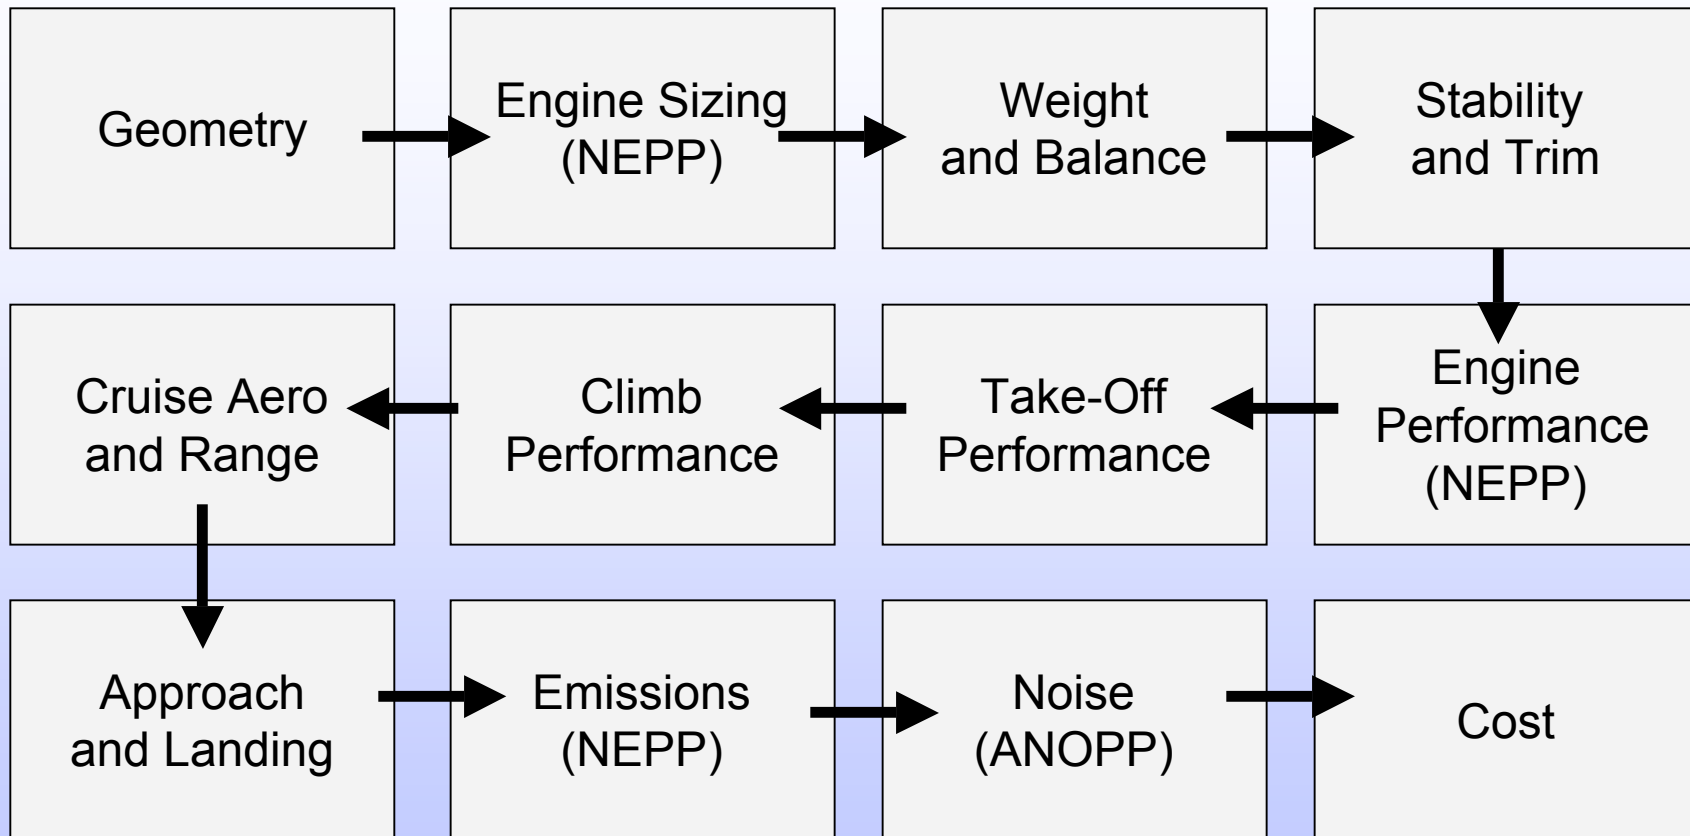 Geometry
Engine Sizing
(NEPP)
Weight
and Balance
Stability
and Trim
Cruise Aero
and Range
Climb
Performance
Take-Off
Performance
Engine
Performance
(NEPP)
Approach
and Landing
Emissions
(NEPP)
Noise
(ANOPP)
Cost